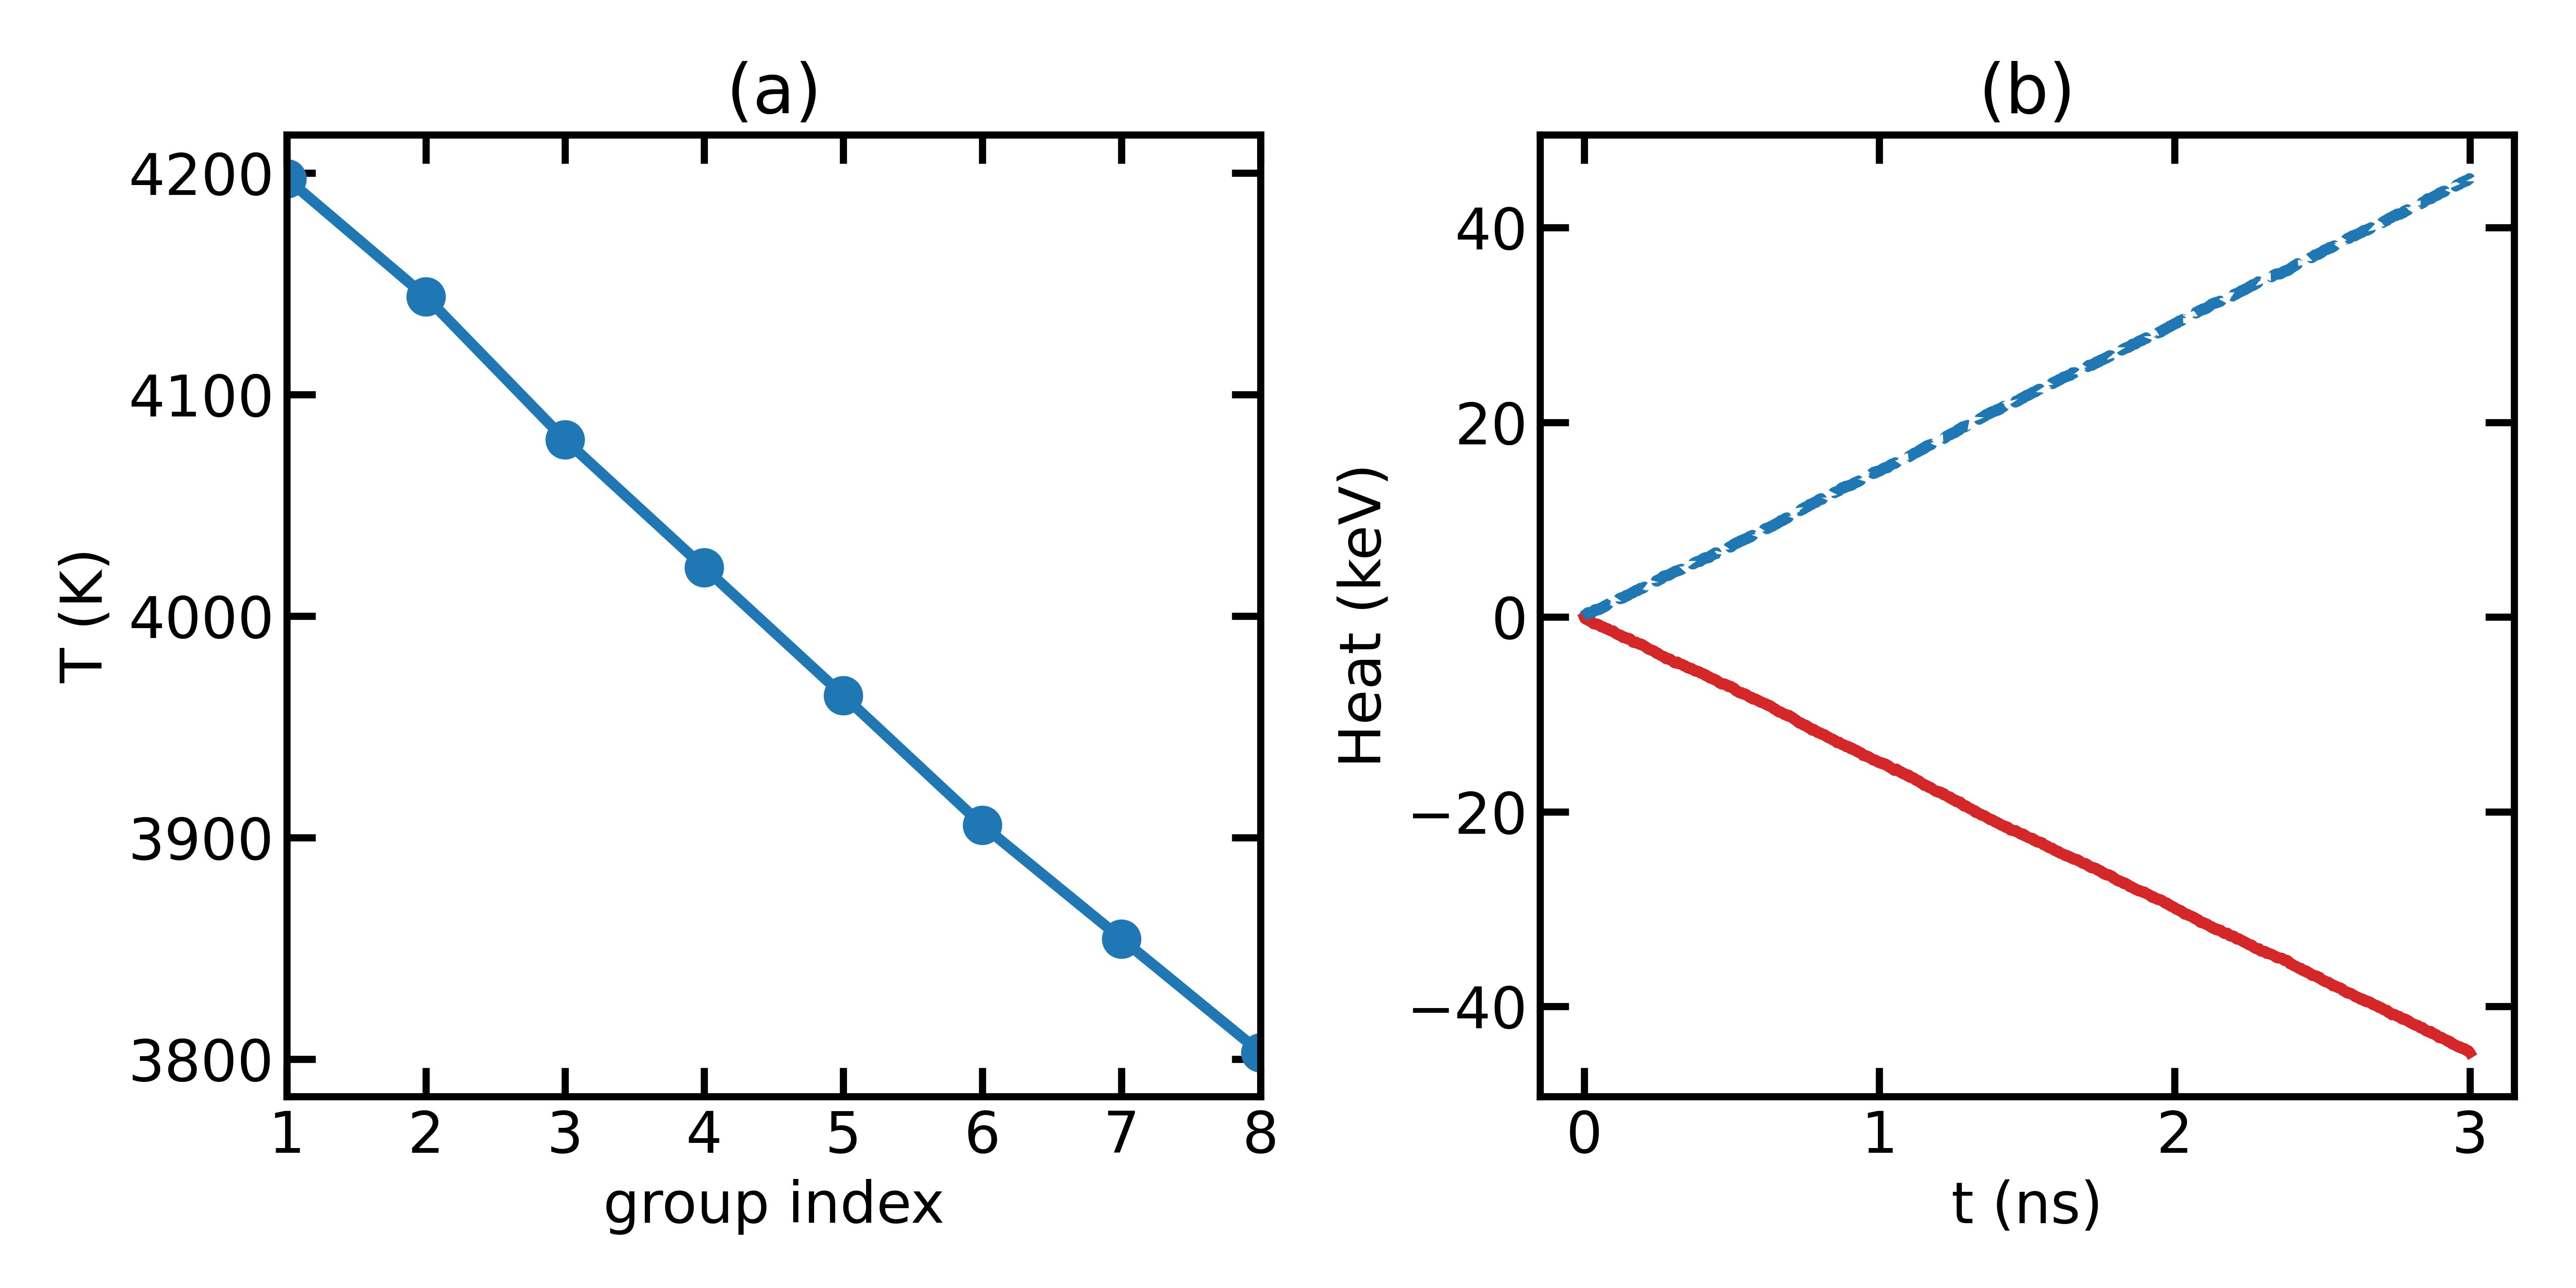 (a)
T (K)
4200
4100
4000
3900
3800
1 2 3 4 5 6 7 8
group index
(b)
Heat (keV)
40
20
0
−20
−40
0 1 2 3
t (ns)